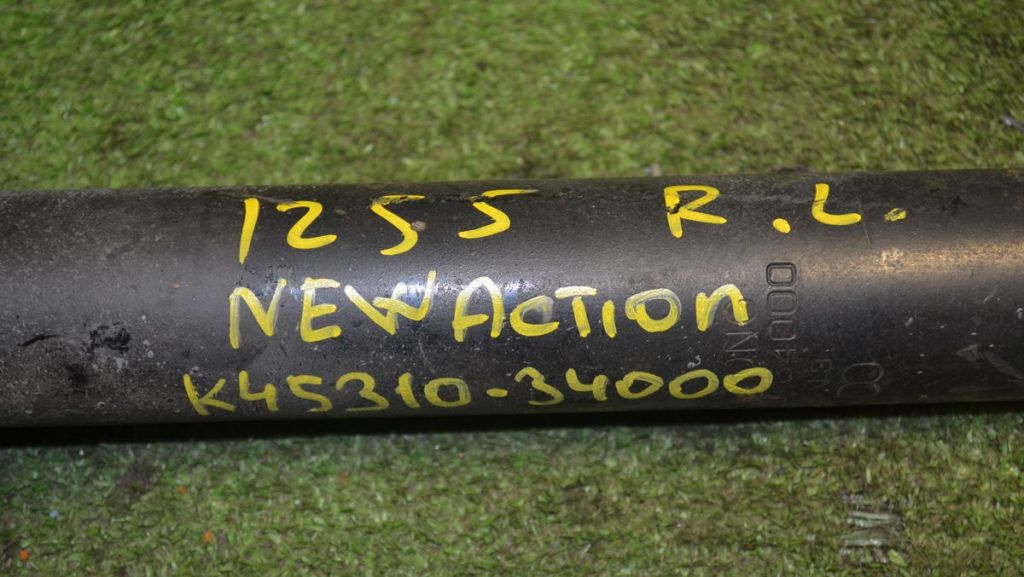 1255 R.L.
NEW ACTION
K45310-34000